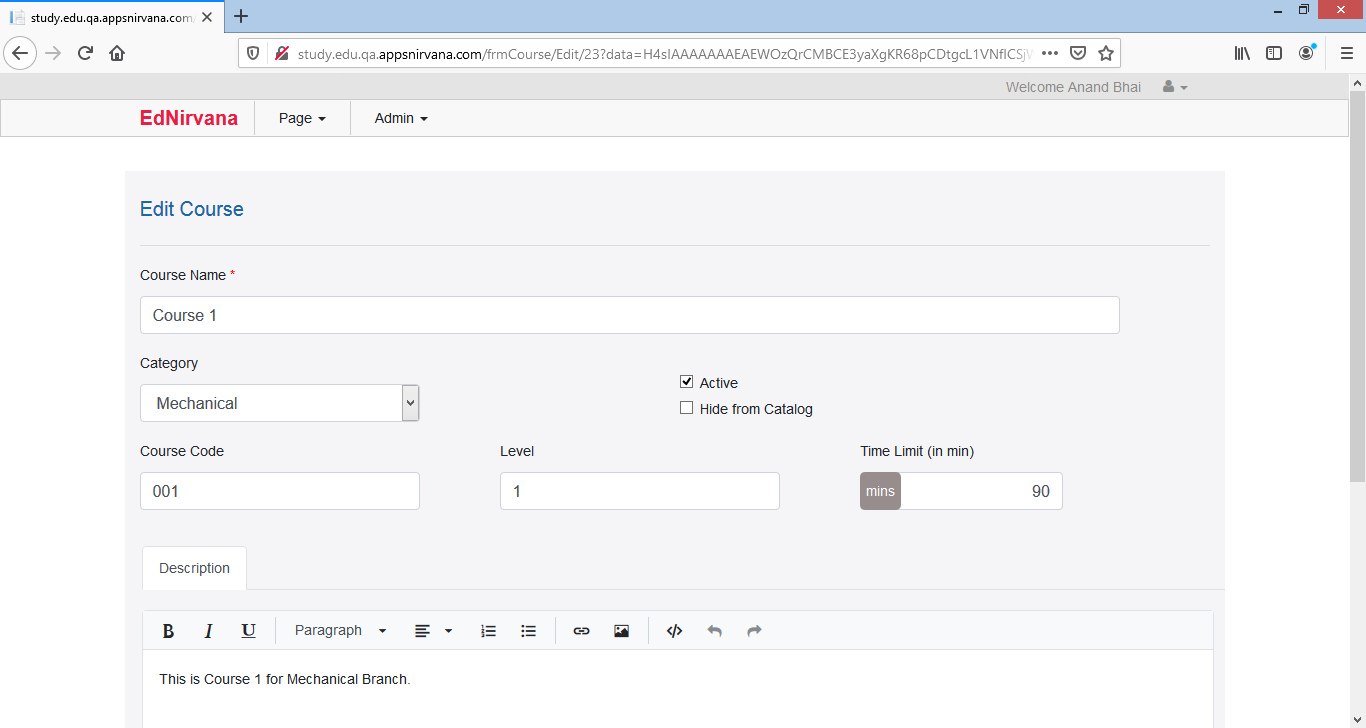 study.edu.qa.appsnirvana.com/
study.edu.qa.appsnirvana.com/frmCourse/Edit/23?data=
Welcome Anand Bhai
EdNirvana Page Admin
Edit Course
Course Name *
Course 1
Category
Mechanical
Active
Hide from Catalog
Course Code Level Time Limit (in min)
001 1 mins 90
Description
B I U Paragraph
This is Course 1 for Mechanical Branch.